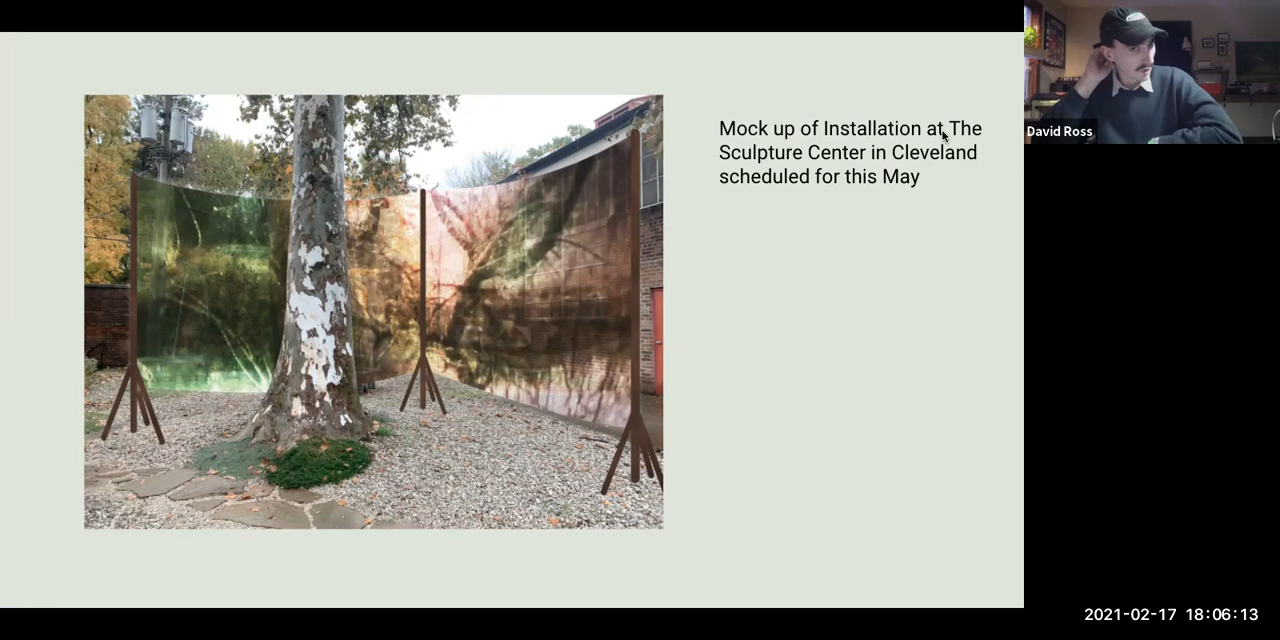 Mock up of Installation at The
Sculpture Center in Cleveland
scheduled for this May
David Ross
2021-02-17 18:06:13